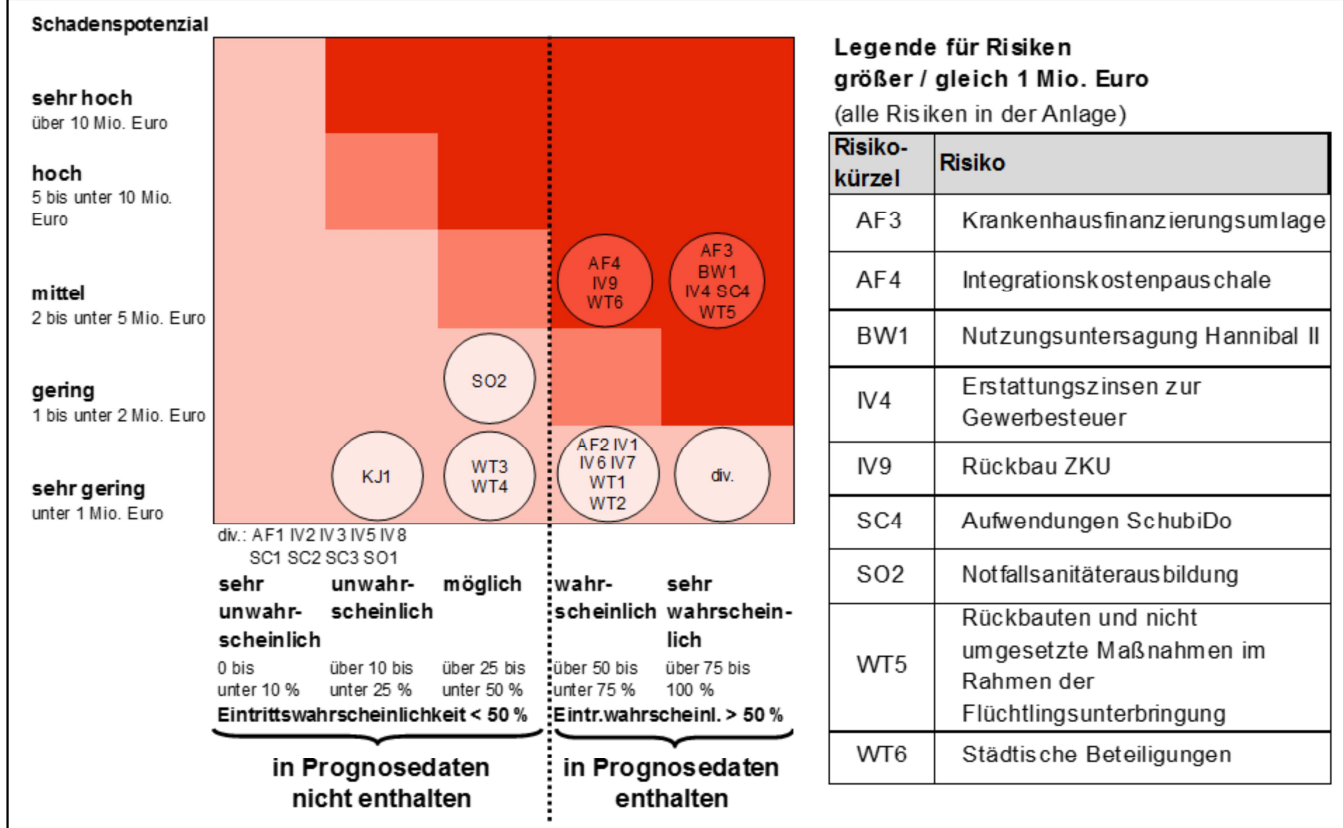 Schadenspotenzial
sehr hoch
über 10 Mio. Euro
hoch
5 bis unter 10 Mio.
Euro
mittel
2 bis unter 5 Mio. Euro
gering
1 bis unter 2 Mio. Euro
sehr gering
unter 1 Mio. Euro
AF4
IV9
WT6
AF3
BW1
IV4 SC4
WT5
SO2
KJ1
WT3
WT4
AF2 IV1
IV6 IV7
WT1
WT2
div.
div.: AF1 IV2 IV3 IV5 IV8
SC1 SC2 SC3 SO1
sehr
unwahr-
scheinlich
0 bis
unter 10 %
unwahr-
scheinlich
über 10 bis
unter 25 %
möglich
über 25 bis
unter 50 %
wahr-
scheinlich
über 50 bis
unter 75 %
sehr
wahrschein-
lich
über 75 bis
100 %
Eintrittswahrscheinlichkeit < 50 %
Eintr.wahrscheinl. > 50 %
in Prognosedaten
nicht enthalten
in Prognosedaten
enthalten
Legende für Risiken
größer / gleich 1 Mio. Euro
(alle Risiken in der Anlage)
Risiko-
kürzel
Risiko
AF3
Krankenhausfinanzierungsumlage
AF4
Integrationskostenpauschale
BW1
Nutzungsuntersagung Hannibal II
IV4
Erstattungszinsen zur
Gewerbesteuer
IV9
Rückbau ZKU
SC4
Aufwendungen SchubiDo
SO2
Notfallsanitäterausbildung
WT5
Rückbauten und nicht
umgesetzte Maßnahmen im
Rahmen der
Flüchtlingsunterbringung
WT6
Städtische Beteiligungen